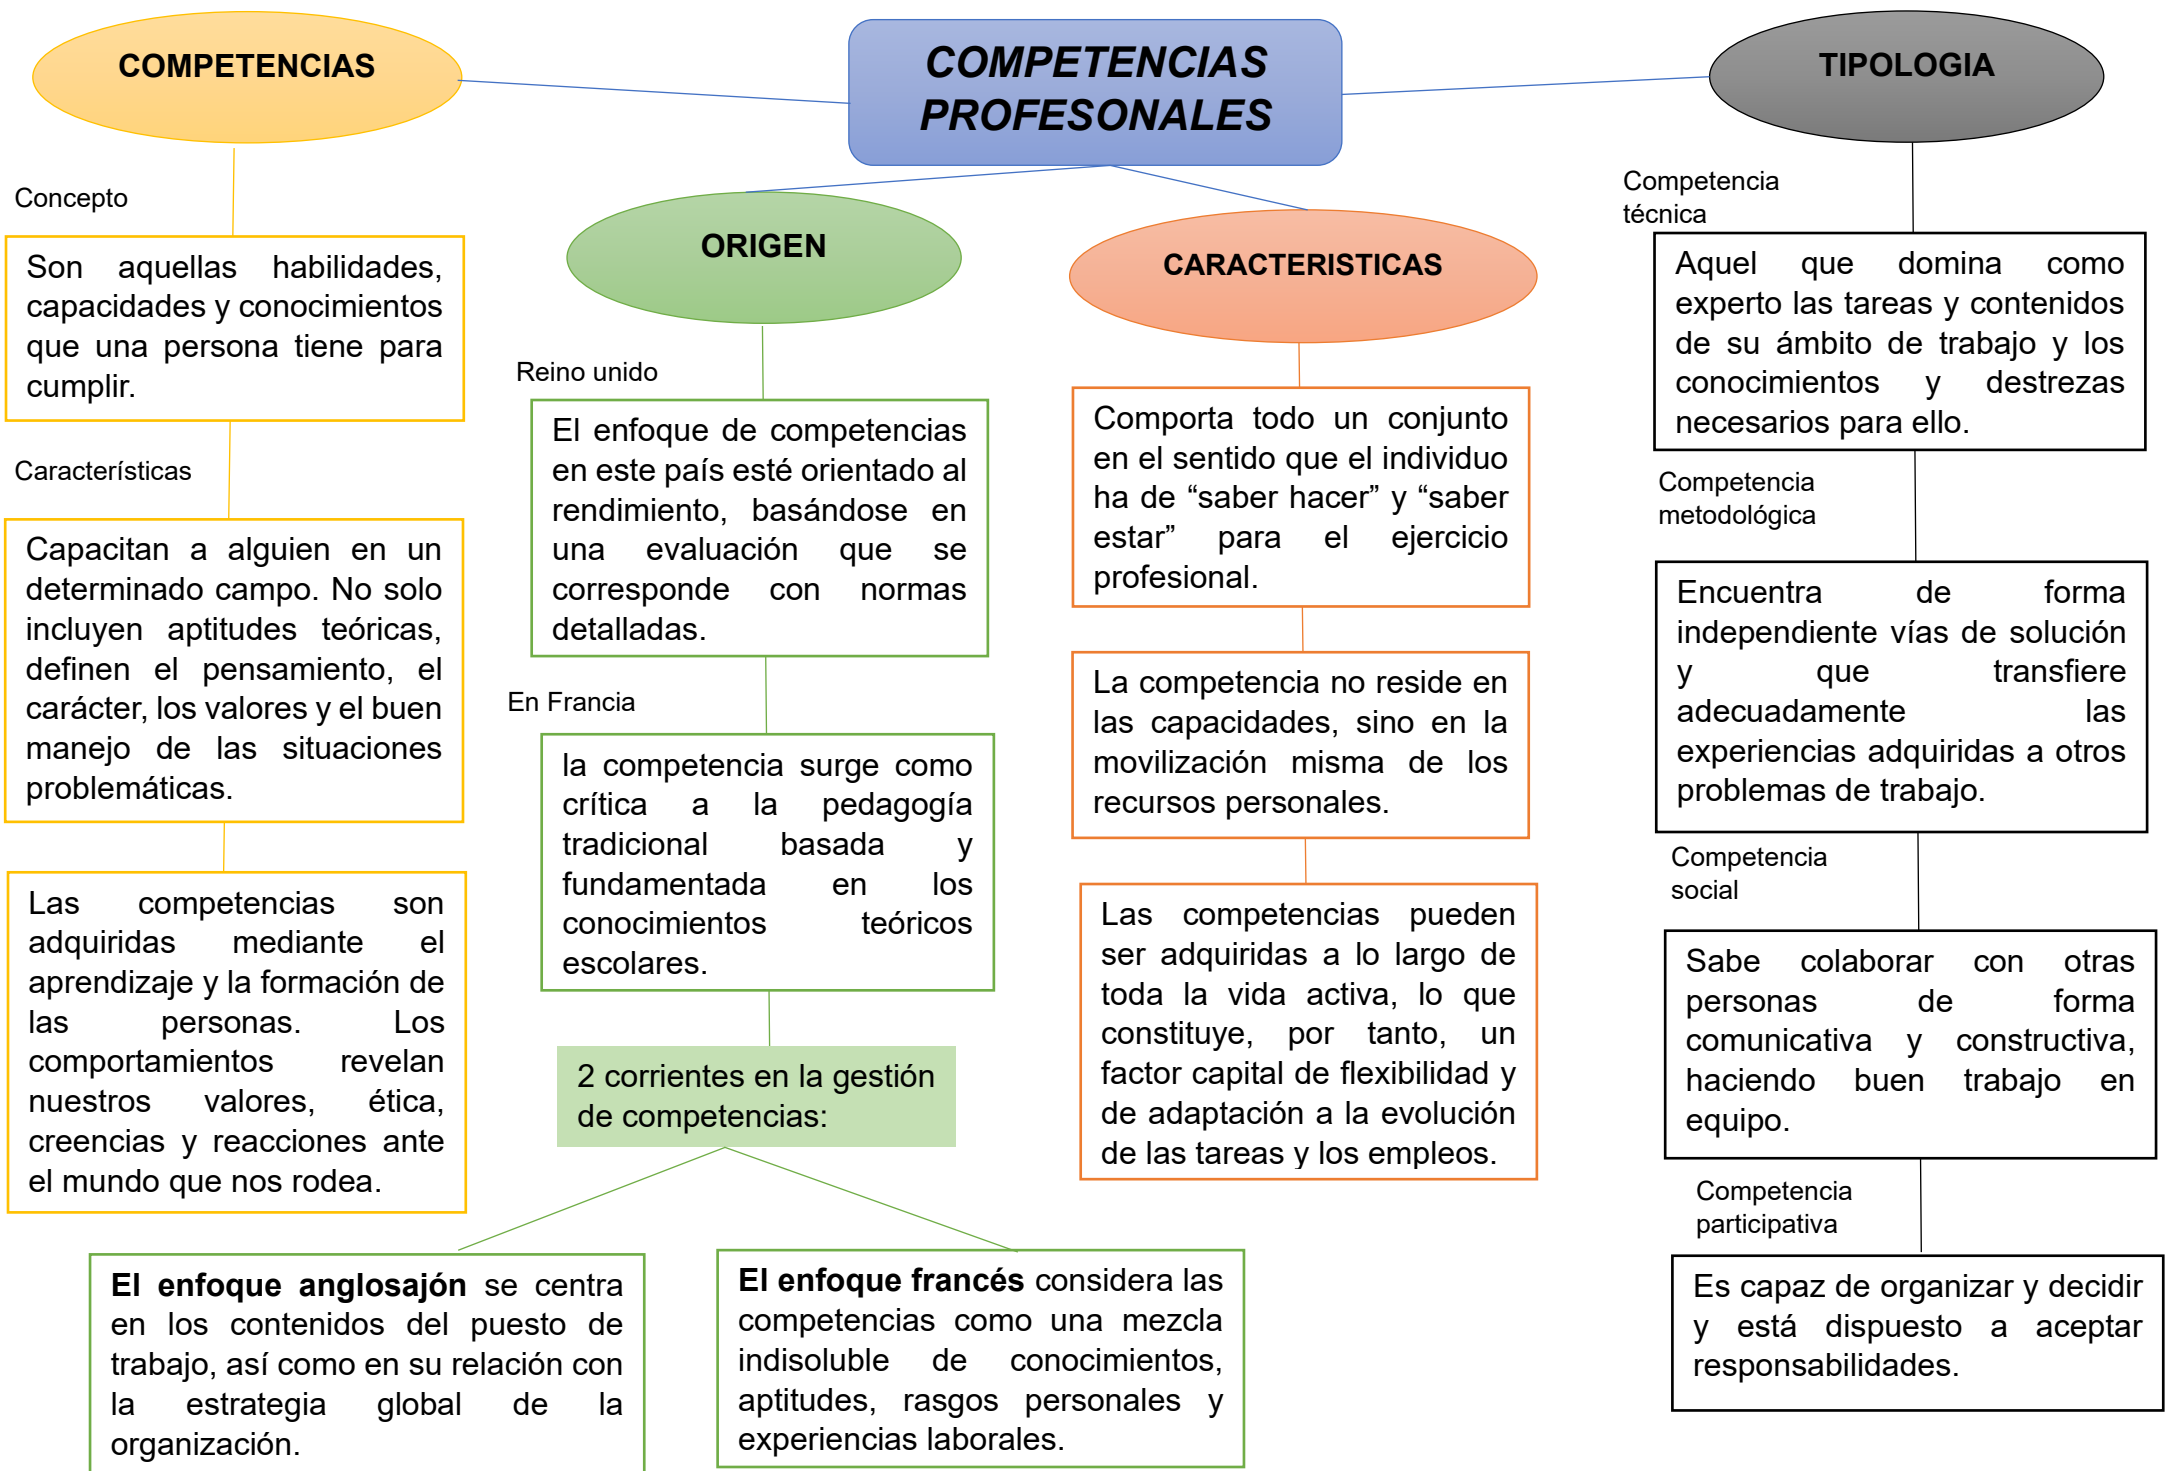 COMPETENCIAS
PROFESONALES
COMPETENCIAS
Concepto
Son aquellas habilidades,
capacidades y conocimientos
que una persona tiene para
cumplir.
Características
Capacitan a alguien en un
determinado campo. No solo
incluyen aptitudes teóricas,
definen el pensamiento, el
carácter, los valores y el buen
manejo de las situaciones
problemáticas.
Las competencias son
adquiridas mediante el
aprendizaje y la formación de
las personas. Los
comportamientos revelan
nuestros valores, ética,
creencias y reacciones ante
el mundo que nos rodea.
ORIGEN
Reino unido
El enfoque de competencias
en este país esté orientado al
rendimiento, basándose en
una evaluación que se
corresponde con normas
detalladas.
En Francia
la competencia surge como
crítica a la pedagogía
tradicional basada y
fundamentada en los
conocimientos teóricos
escolares.
2 corrientes en la gestión
de competencias:
El enfoque anglosajón se centra
en los contenidos del puesto de
trabajo, así como en su relación con
la estrategia global de la
organización.
El enfoque francés considera las
competencias como una mezcla
indisoluble de conocimientos,
aptitudes, rasgos personales y
experiencias laborales.
CARACTERISTICAS
Comporta todo un conjunto
en el sentido que el individuo
ha de “saber hacer” y “saber
estar” para el ejercicio
profesional.
La competencia no reside en
las capacidades, sino en la
movilización misma de los
recursos personales.
Las competencias pueden
ser adquiridas a lo largo de
toda la vida activa, lo que
constituye, por tanto, un
factor capital de flexibilidad y
de adaptación a la evolución
de las tareas y los empleos.
TIPOLOGIA
Competencia
técnica
Aquel que domina como
experto las tareas y contenidos
de su ámbito de trabajo y los
conocimientos y destrezas
necesarios para ello.
Competencia
metodológica
Encuentra de forma
independiente vías de solución
y que transfiere
adecuadamente las
experiencias adquiridas a otros
problemas de trabajo.
Competencia
social
Sabe colaborar con otras
personas de forma
comunicativa y constructiva,
haciendo buen trabajo en
equipo.
Competencia
participativa
Es capaz de organizar y decidir
y está dispuesto a aceptar
responsabilidades.